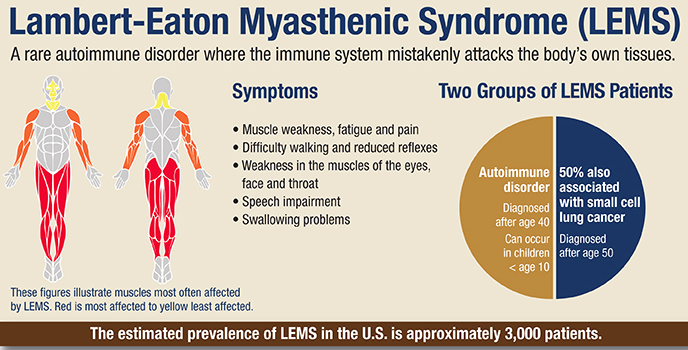 Lambert-Eaton Myasthenic Syndrome (LEMS)
A rare autoimmune disorder where the immune system mistakenly attacks the body's own tissues.
Symptoms
• Muscle weakness, fatigue and pain
• Difficulty walking and reduced reflexes
• Weakness in the muscles of the eyes,
face and throat
• Speech impairment
• Swallowing problems
Two Groups of LEMS Patients
Autoimmune
disorder
Diagnosed
after age 40
Can occur
in children
< age 10
50% also
associated
with small cell
lung cancer
Diagnosed
after age 50
These figures illustrate muscles most often affected
by LEMS. Red is most affected to yellow least affected.
The estimated prevalence of LEMS in the U.S. is approximately 3,000 patients.